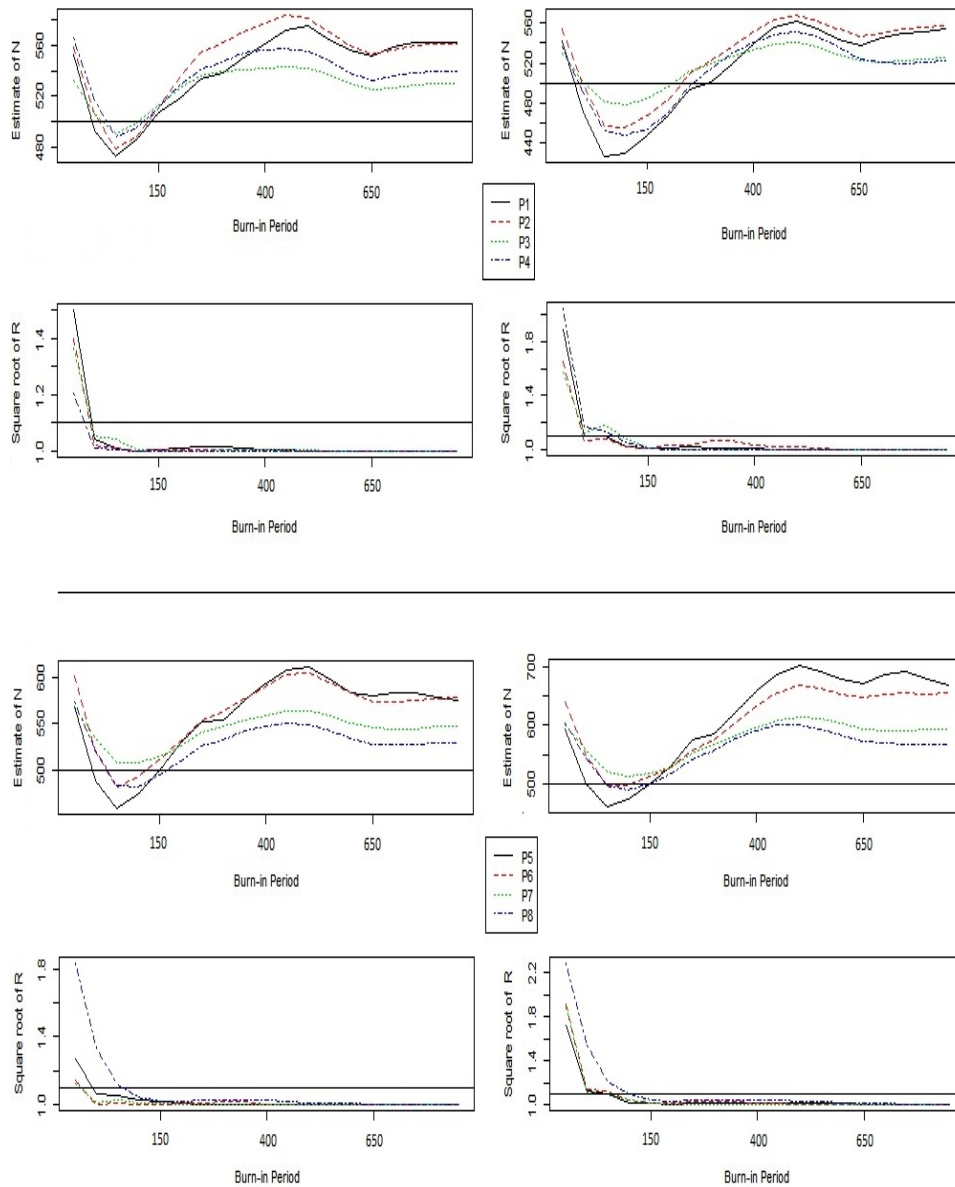 Estimate of N
480 520 560
150 400 650
Burn-in Period
Estimate of N
440 480 520 560
150 400 650
Burn-in Period
P1
P2
P3
P4
Square root of R
1.0 1.2 1.4
150 400 650
Burn-in Period
Square root of R
1.0 1.4 1.8
150 400 650
Burn-in Period
Estimate of N
500 550 600
150 400 650
Burn-in Period
Estimate of N
500 600 700
150 400 650
Burn-in Period
P5
P6
P7
P8
Square root of R
1.0 1.4 1.8
150 400 650
Burn-in Period
Square root of R
1.0 1.4 1.8 2.2
150 400 650
Burn-in Period